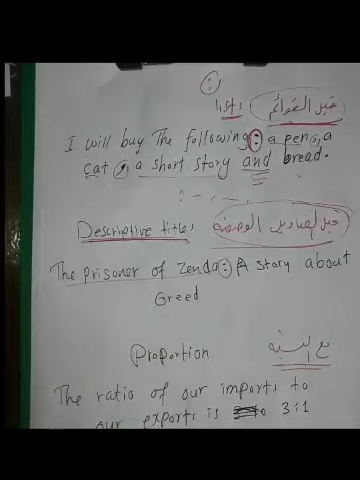 :
lists قبل القوائم
I will buy The following : a pen , a
cat , a short story and bread.
: - - -
Descriptive titles قبل العناوين الوصفية
The prisoner of Zenda : A story about
Greed
Proportion مع النسبة
The ratio of our imports to
our exports is 3:1